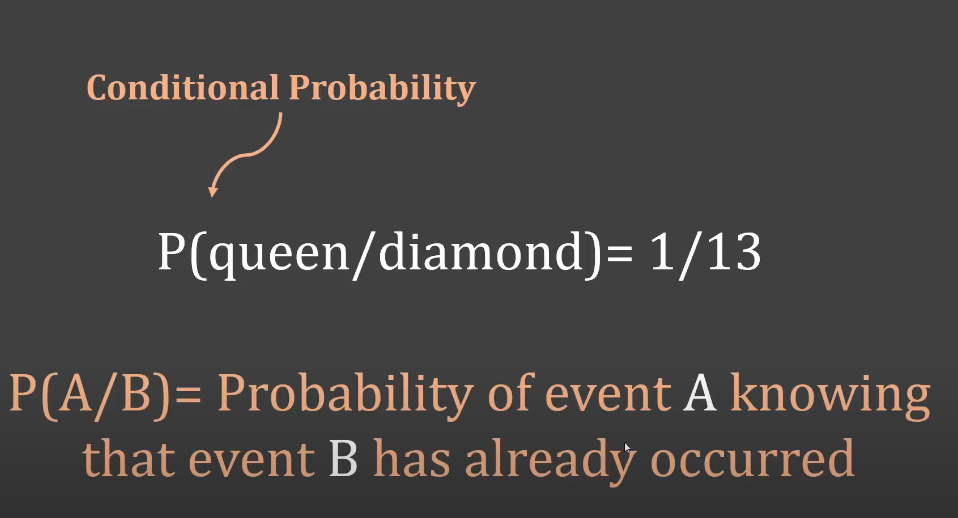 Conditional Probability
P(queen/diamond)= 1/13
P(A/B)= Probability of event A knowing
that event B has already occurred